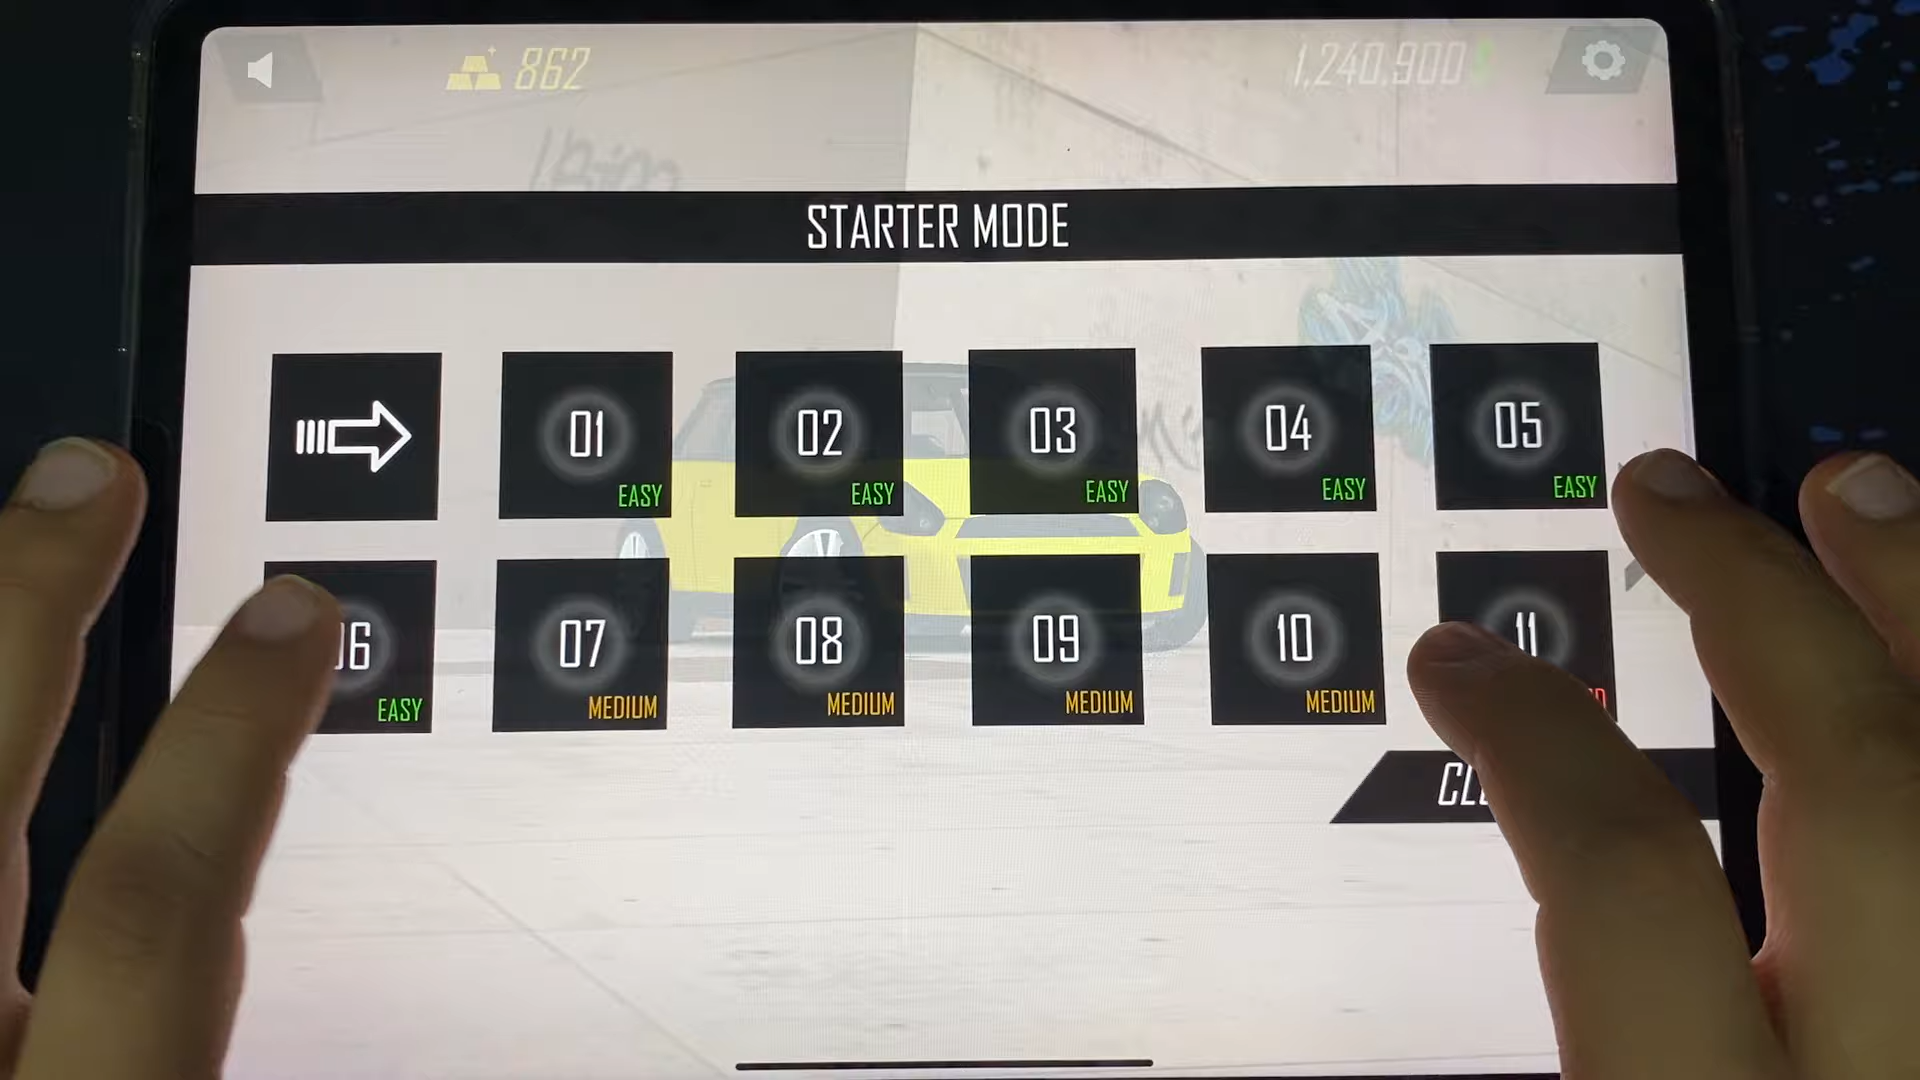 862
1,240,900 $
STARTER MODE
01
EASY
02
EASY
03
EASY
04
EASY
05
EASY
06
EASY
07
MEDIUM
08
MEDIUM
09
MEDIUM
10
MEDIUM
11